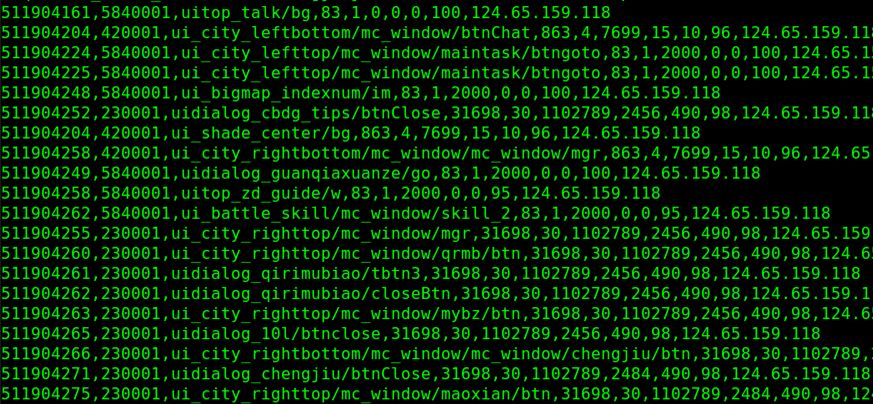 511904161,5840001,uitop_talk/bg,83,1,0,0,0,100,124.65.159.118
511904204,420001,ui_city_leftbottom/mc_window/btnChat,863,4,7699,15,10,96,124.65.159.118
511904224,5840001,ui_city_lefttop/mc_window/maintask/btngoto,83,1,2000,0,0,100,124.65.1
511904225,5840001,ui_city_lefttop/mc_window/maintask/btngoto,83,1,2000,0,0,100,124.65.1
511904248,5840001,ui_bigmap_indexnum/im,83,1,2000,0,0,100,124.65.159.118
511904252,230001,uidialog_cbdg_tips/btnClose,31698,30,1102789,2456,490,98,124.65.159.118
511904204,420001,ui_shade_center/bg,863,4,7699,15,10,96,124.65.159.118
511904258,420001,ui_city_rightbottom/mc_window/mc_window/mgr,863,4,7699,15,10,96,124.65
511904249,5840001,uidialog_guanqiaxuanze/go,83,1,2000,0,0,100,124.65.159.118
511904258,5840001,uitop_zd_guide/w,83,1,2000,0,0,95,124.65.159.118
511904262,5840001,ui_battle_skill/mc_window/skill_2,83,1,2000,0,0,95,124.65.159.118
511904255,230001,ui_city_righttop/mc_window/mgr,31698,30,1102789,2456,490,98,124.65.159
511904260,230001,ui_city_righttop/mc_window/qrmb/btn,31698,30,1102789,2456,490,98,124.6
511904261,230001,uidialog_qirimubiao/tbtn3,31698,30,1102789,2456,490,98,124.65.159.118
511904262,230001,uidialog_qirimubiao/closeBtn,31698,30,1102789,2456,490,98,124.65.159.1
511904263,230001,ui_city_righttop/mc_window/mybz/btn,31698,30,1102789,2456,490,98,124.6
511904265,230001,uidialog_10l/btnclose,31698,30,1102789,2456,490,98,124.65.159.118
511904266,230001,ui_city_rightbottom/mc_window/mc_window/chengjiu/btn,31698,30,1102789,
511904271,230001,uidialog_chengjiu/btnClose,31698,30,1102789,2484,490,98,124.65.159.118
511904275,230001,ui_city_righttop/mc_window/maoxian/btn,31698,30,1102789,2484,490,98,12